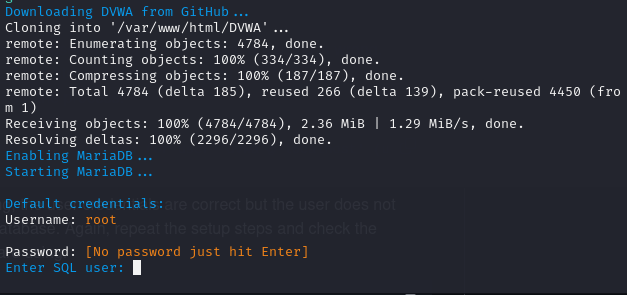 Downloading DVWA from GitHub...
Cloning into '/var/www/html/DVWA'...
remote: Enumerating objects: 4784, done.
remote: Counting objects: 100% (334/334), done.
remote: Compressing objects: 100% (187/187), done.
remote: Total 4784 (delta 185), reused 266 (delta 139), pack-reused 4450 (fro
m 1)
Receiving objects: 100% (4784/4784), 2.36 MiB | 1.29 MiB/s, done.
Resolving deltas: 100% (2296/2296), done.
Enabling MariaDB...
Starting MariaDB...
Default credentials:
are correct but the user does not
Username: root
atabase. Again, repeat the setup steps and check the
Password: [No password just hit Enter]
Enter SQL user: